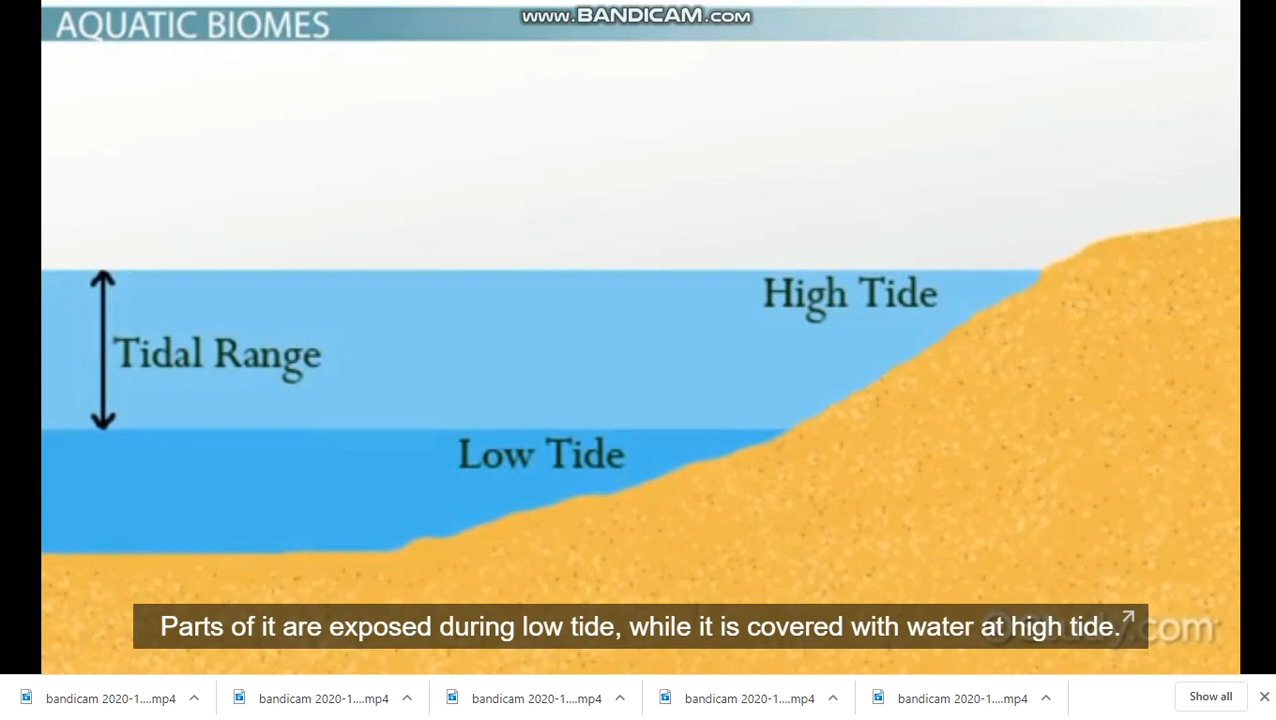 AQUATIC BIOMES
www.BANDICAM.com
High Tide
Tidal Range
Low Tide
Parts of it are exposed during low tide, while it is covered with water at high tide.
bandicam 2020-1....mp4
bandicam 2020-1....mp4
bandicam 2020-1....mp4
bandicam 2020-1....mp4
bandicam 2020-1....mp4
Show all